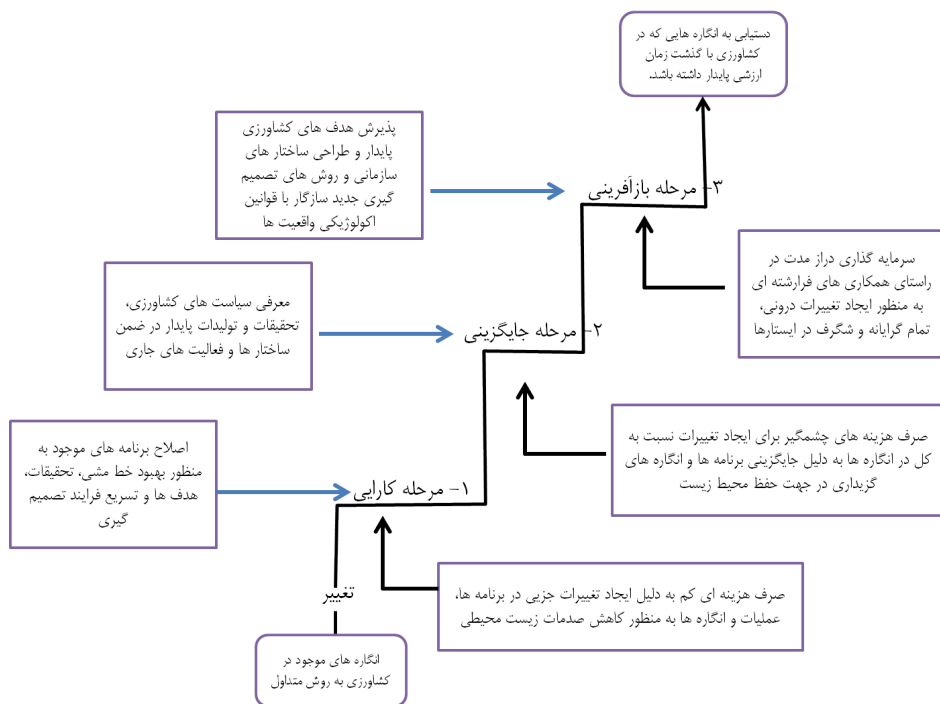 دستیابی به انگاره هایی که در
کشاورزی با گذشت زمان
ارزشی پایدار داشته باشد.
پذیرش هدف های کشاورزی
پایدار و طراحی ساختار های
سازمانی و روش های تصمیم
گیری جدید سازگار با قوانین
اکولوژیکی واقعیت ها
۳- مرحله بازآفرینی
سرمایه گذاری دراز مدت در
راستای همکاری های فرارشته ای
به منظور ایجاد تغییرات درونی،
تمام گرایانه و شگرف در ایستارها
معرفی سیاست های کشاورزی،
تحقیقات و تولیدات پایدار در ضمن
ساختار ها و فعالیت های جاری
۲- مرحله جایگزینی
صرف هزینه های چشمگیر برای ایجاد تغییرات نسبت به
کل در انگاره ها به دلیل جایگزینی برنامه ها و انگاره های
گزیداری در جهت حفظ محیط زیست
اصلاح برنامه های موجود به
منظور بهبود خط مشی، تحقیقات،
هدف ها و تسریع فرایند تصمیم
گیری
۱- مرحله کارایی
صرف هزینه ای کم به دلیل ایجاد تغییرات جزیی در برنامه ها،
عملیات و انگاره ها به منظور کاهش صدمات زیست محیطی
تغییر
انگاره های موجود در
کشاورزی به روش متداول